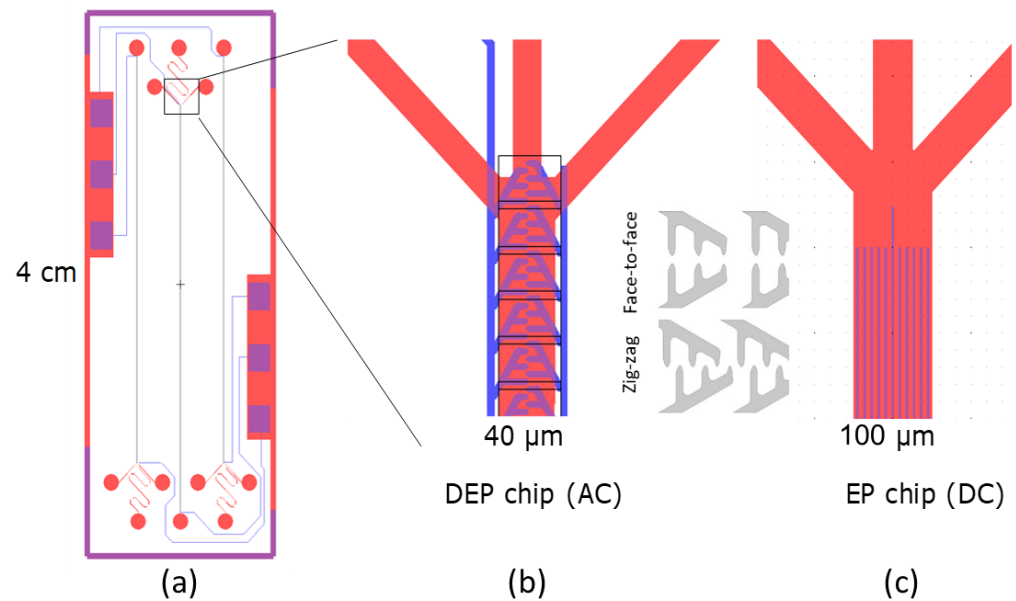 4 cm
Face-to-face
Zig-zag
40 µm
100 µm
DEP chip (AC)
EP chip (DC)
(a)
(b)
(c)